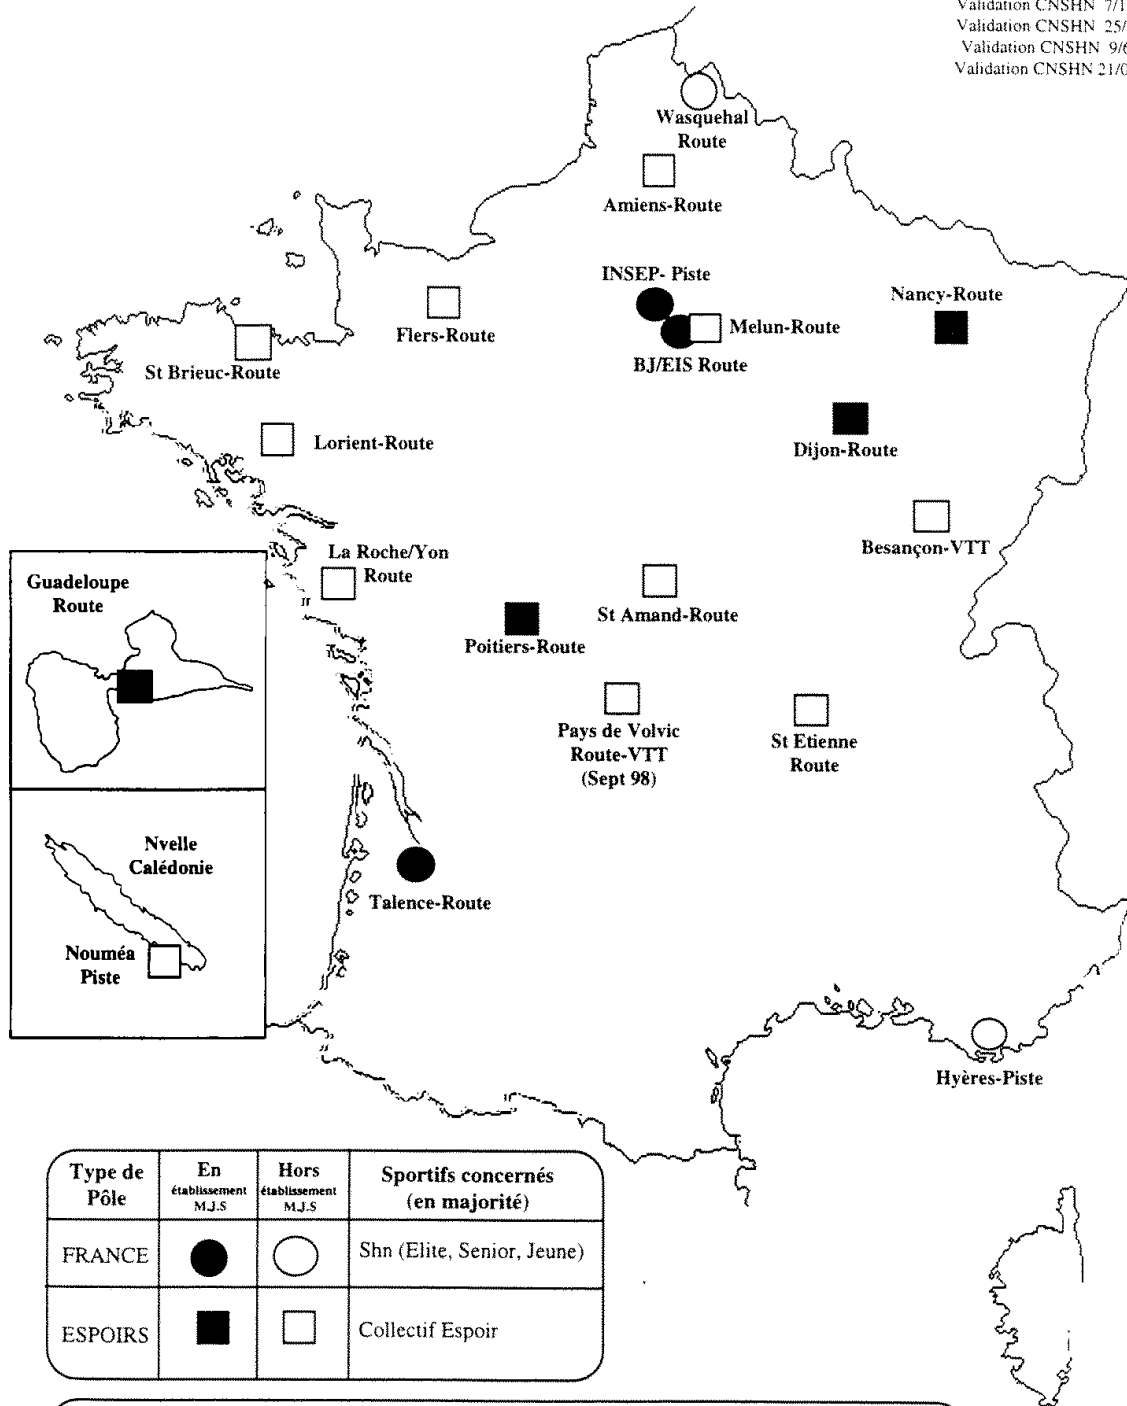 Validation CNSHN 7/1
Validation CNSHN 25/
Validation CNSHN 9/6
Validation CNSHN 21/0
Wasquehal
Route
Amiens-Route
INSEP- Piste
Nancy-Route
Flers-Route
Melun-Route
St Brieuc-Route
BJ/EIS Route
Lorient-Route
Dijon-Route
Besançon-VTT
La Roche/Yon
Route
Guadeloupe
Route
St Amand-Route
Poitiers-Route
Pays de Volvic
Route-VTT
(Sept 98)
St Etienne
Route
Nvelle
Calédonie
Talence-Route
Nouméa
Piste
Hyères-Piste
Type de
Pôle
En
établissement
M.J.S
Hors
établissement
M.J.S
Sportifs concernés
(en majorité)
FRANCE
Shn (Elite, Senior, Jeune)
ESPOIRS
Collectif Espoir